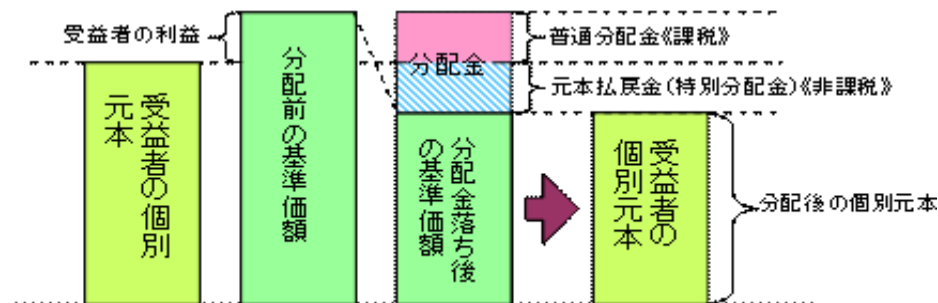 受益者の利益
普通分配金《課税》
分配金
元本払戻金(特別分配金)《非課税》
受益者の個別
元本
分配前の基準価額
分配金落ち後
の基準価額
受益者の
個別元本
分配後の個別元本